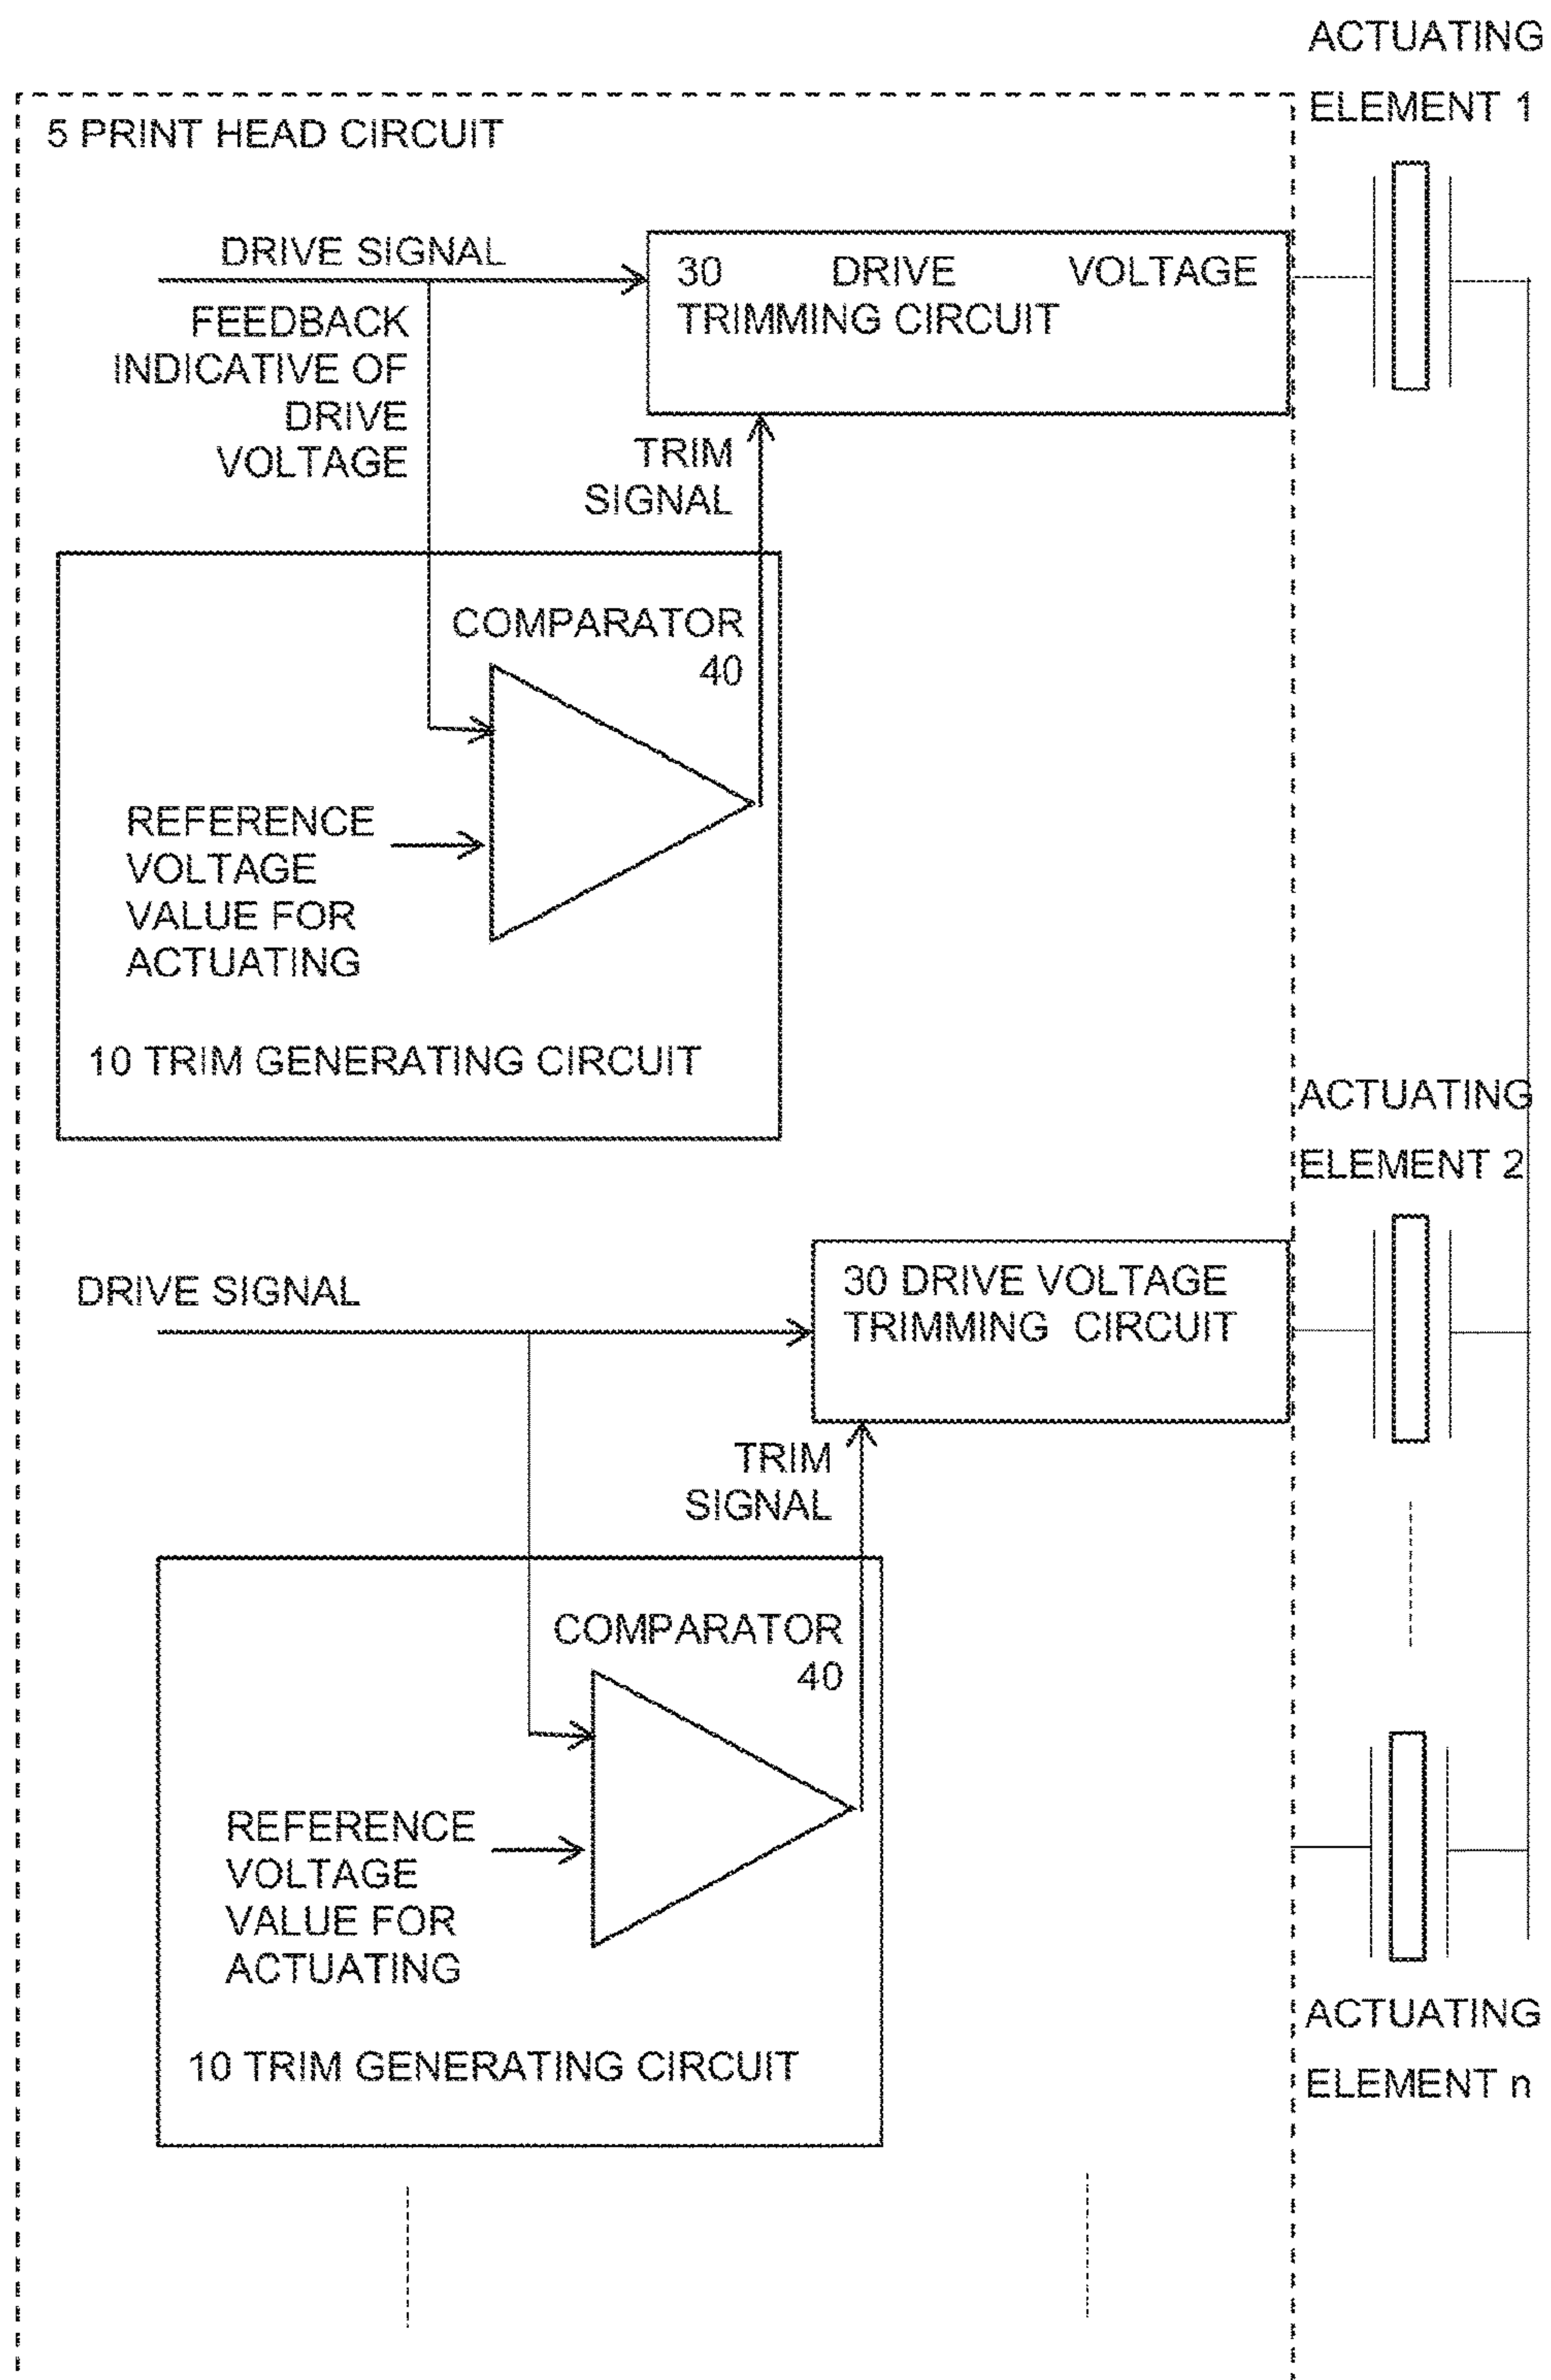 ACTUATING
ELEMENT 1
5 PRINT HEAD CIRCUIT
DRIVE SIGNAL
30 DRIVE VOLTAGE
TRIMMING CIRCUIT
FEEDBACK
INDICATIVE OF
DRIVE
VOLTAGE
TRIM
SIGNAL
COMPARATOR
40
REFERENCE
VOLTAGE
VALUE FOR
ACTUATING
10 TRIM GENERATING CIRCUIT
ACTUATING
ELEMENT 2
DRIVE SIGNAL
30 DRIVE VOLTAGE
TRIMMING CIRCUIT
TRIM
SIGNAL
COMPARATOR
40
REFERENCE
VOLTAGE
VALUE FOR
ACTUATING
10 TRIM GENERATING CIRCUIT
ACTUATING
ELEMENT n